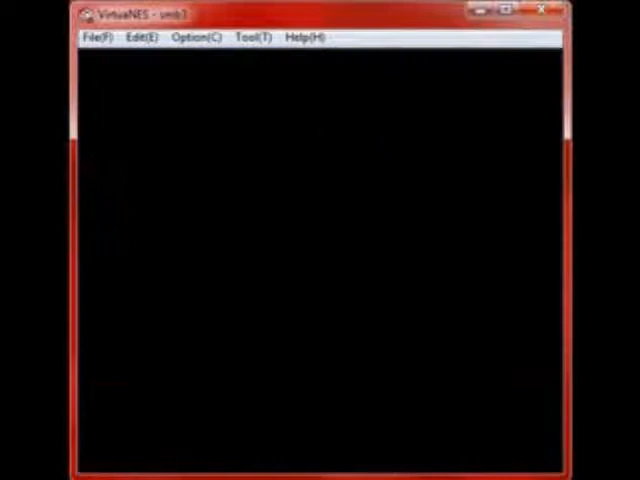 VirtuaNES - smb3
File(F) Edit(E) Option(C) Tool(T) Help(H)